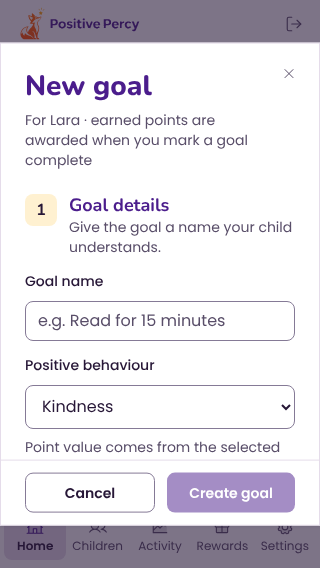 Positive Percy
New goal
For Lara · earned points are
awarded when you mark a goal
complete
1
Goal details
Give the goal a name your child
understands.
Goal name
e.g. Read for 15 minutes
Positive behaviour
Kindness
Point value comes from the selected
Cancel
Create goal
Home
Children
Activity
Rewards
Settings